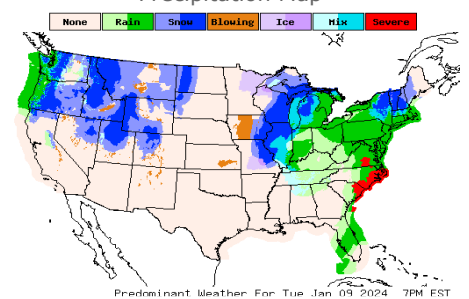 Precipitation Map
None Rain Snow Blowing Ice Mix Severe
Predominant Weather For Tue Jan 09 2024 7PM EST